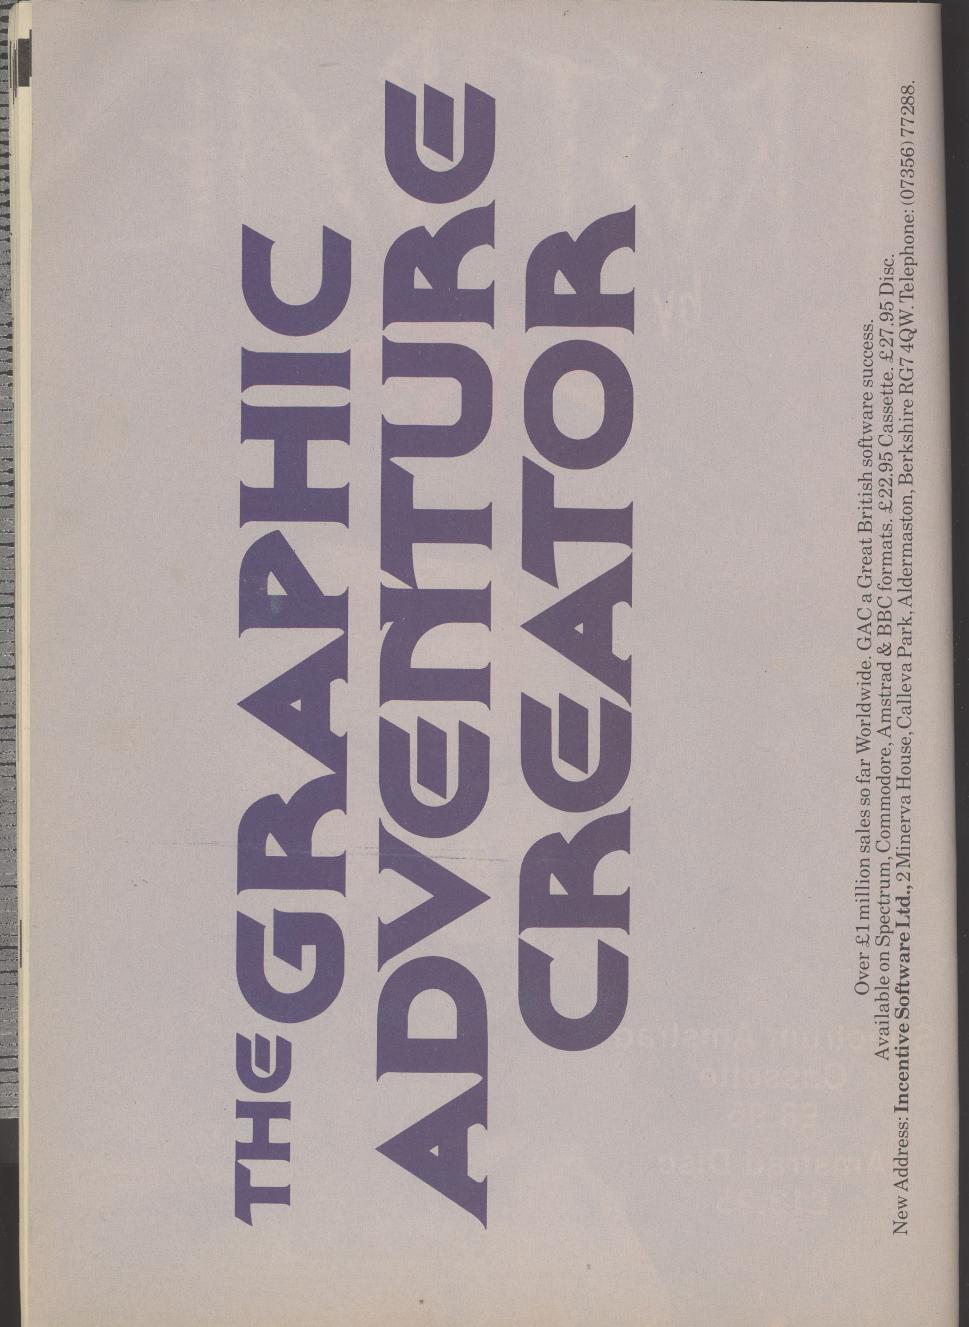 THE GRAPHIC
ADVENTURE
CREATOR
Over £1 million sales so far Worldwide. GAC a Great British software success.
Available on Spectrum, Commodore, Amstrad & BBC formats. £22.95 Cassette. £27.95 Disc.
New Address: Incentive Software Ltd., 2 Minerva House, Calleva Park, Aldermaston, Berkshire RG7 4QW. Telephone: (07356) 77288.